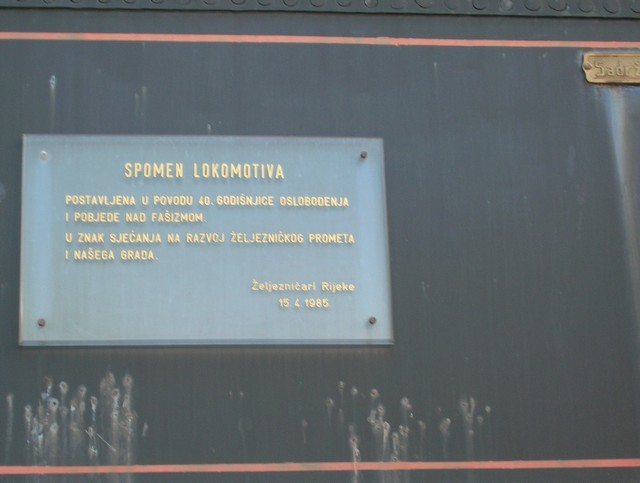 SPOMEN LOKOMOTIVA
POSTAVLJENA U POVODU 40. GODIŠNJICE OSLOBOĐENJA
I POBJEDE NAD FAŠIZMOM.
U ZNAK SJEĆANJA NA RAZVOJ ŽELJEZNIČKOG PROMETA
I NAŠEGA GRADA.
Željezničari Rijeke
15.4.1985